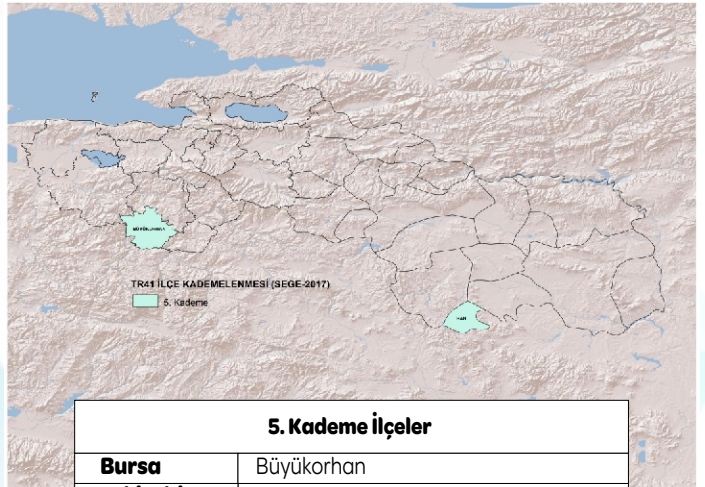 BÜYÜKORHAN
TR41 İLÇE KADEMELENMESİ (SEGE-2017)
5. Kademe
HAN
5. Kademe İlçeler
Bursa Büyükorhan